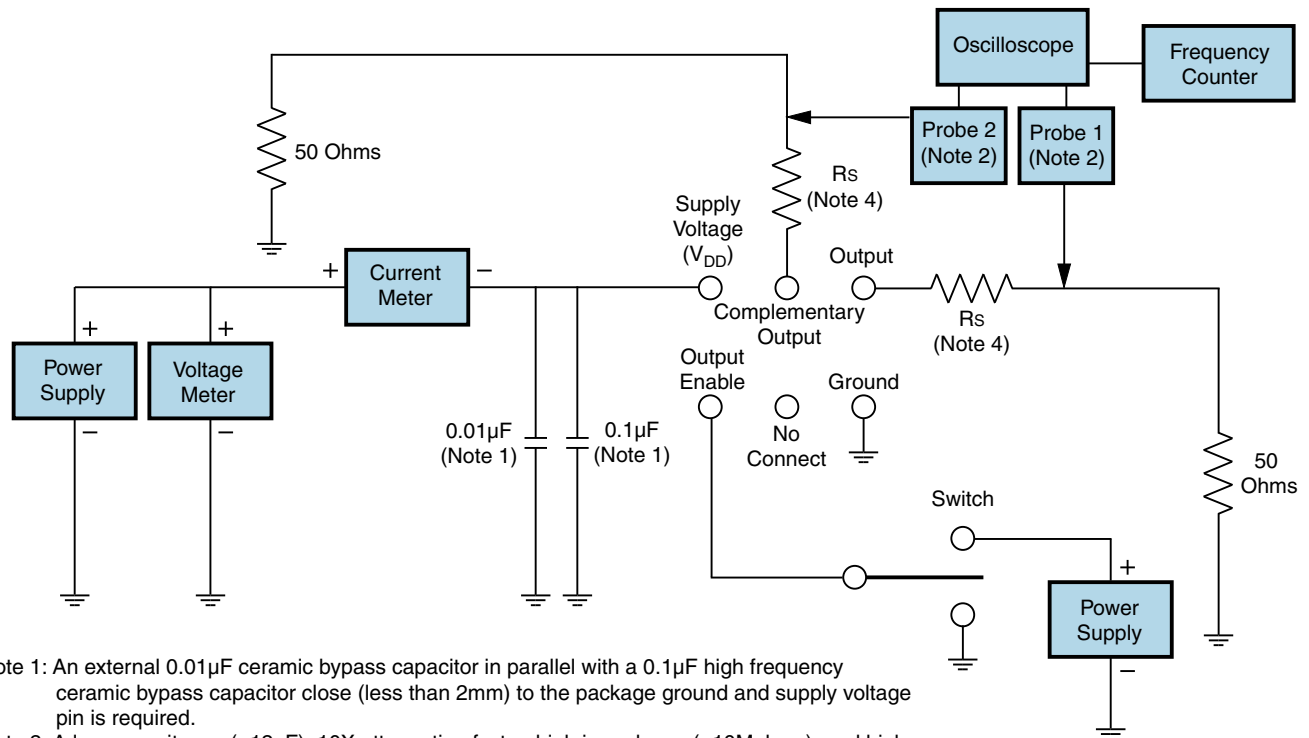 Oscilloscope
Frequency
Counter
Probe 2
(Note 2)
Probe 1
(Note 2)
50 Ohms
Rs
(Note 4)
Supply
Voltage
(VDD)
Output
+
Current
Meter
−
Complementary
Output
Rs
(Note 4)
+
Power
Supply
−
+
Voltage
Meter
−
Output
Enable
Ground
No
Connect
0.01µF
(Note 1)
0.1µF
(Note 1)
50
Ohms
Switch
+
Power
Supply
−
ote 1: An external 0.01µF ceramic bypass capacitor in parallel with a 0.1µF high frequency
ceramic bypass capacitor close (less than 2mm) to the package ground and supply voltage
pin is required.